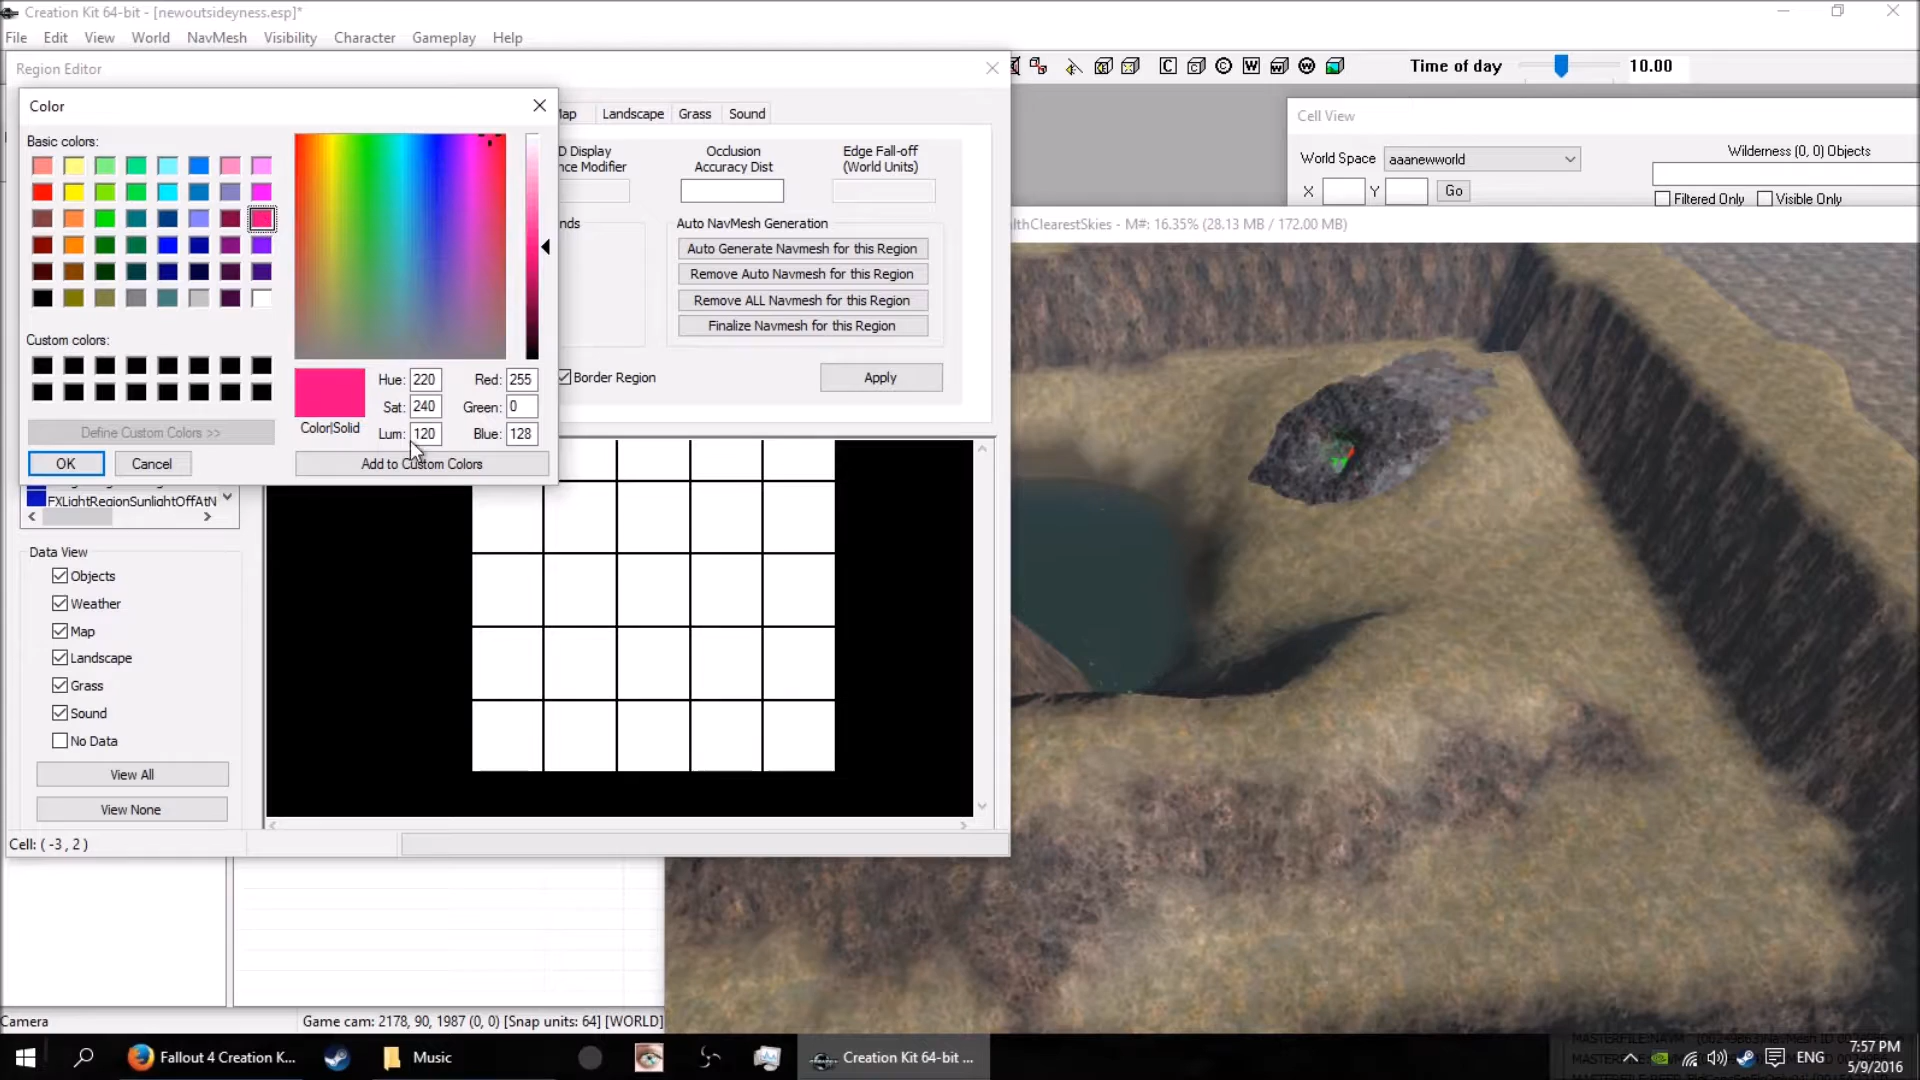 Creation Kit 64-bit - [newoutsideyness.esp]*
File Edit View World NavMesh Visibility Character Gameplay Help
Time of day 10.00
Region Editor
Color
Map Landscape Grass Sound
Cell View
Basic colors:
World Space aaanewworld
Wilderness (0, 0) Objects
X Y Go
Filtered Only Visible Only
Occlusion
Accuracy Dist
Edge Fall-off
(World Units)
D Display
nce Modifier
nds
Auto NavMesh Generation
Auto Generate Navmesh for this Region
Remove Auto Navmesh for this Region
Remove ALL Navmesh for this Region
Finalize Navmesh for this Region
Border Region
Apply
lthClearestSkies - M#: 16.35% (28.13 MB / 172.00 MB)
Custom colors:
Define Custom Colors >>
OK Cancel
Color|Solid
Hue: 220 Red: 255
Sat: 240 Green: 0
Lum: 120 Blue: 128
Add to Custom Colors
FXLightRegionSunlightOffAtN
Data View
Objects
Weather
Map
Landscape
Grass
Sound
No Data
View All
View None
Cell: ( -3 , 2 )
Camera
Game cam: 2178, 90, 1987 (0, 0) [Snap units: 64] [WORLD]
Fallout 4 Creation K...
Music
Creation Kit 64-bit ...
ENG
7:57 PM
5/9/2016